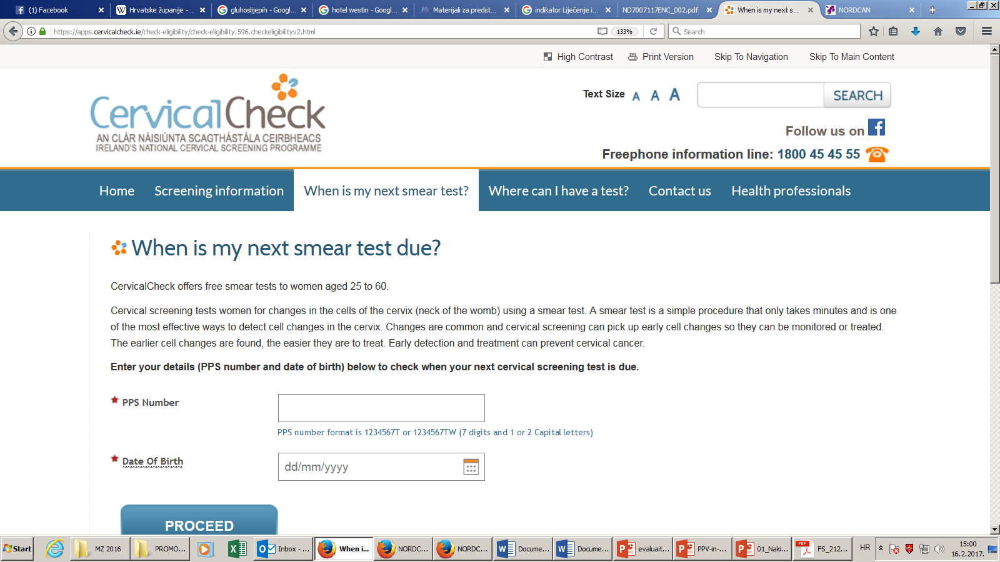 (1) Facebook
Hrvatske županije -...
gluhoslijepih - Googl...
hotel westin - Googl...
Materijali za predst...
indikator Liječenje i...
ND7007117ENC_002.pdf
When is my next s...
NORDCAN
https://apps.cervicalcheck.ie/check-eligibility/check-eligibility.596.checkeligibilityv2.html
133%
Search
High Contrast
Print Version
Skip To Navigation
Skip To Main Content
CervicalCheck
AN CLÁR NÁISIÚNTA SCAGTHÁSTÁLA CEIRBHEACS
IRELAND'S NATIONAL CERVICAL SCREENING PROGRAMME
Text Size A A A
SEARCH
Follow us on f
Freephone information line: 1800 45 45 55
Home
Screening information
When is my next smear test?
Where can I have a test?
Contact us
Health professionals
When is my next smear test due?
CervicalCheck offers free smear tests to women aged 25 to 60.
Cervical screening tests women for changes in the cells of the cervix (neck of the womb) using a smear test. A smear test is a simple procedure that only takes minutes and is one
of the most effective ways to detect cell changes in the cervix. Changes are common and cervical screening can pick up early cell changes so they can be monitored or treated.
The earlier cell changes are found, the easier they are to treat. Early detection and treatment can prevent cervical cancer.
Enter your details (PPS number and date of birth) below to check when your next cervical screening test is due.
PPS Number
PPS number format is 1234567T or 1234567TW (7 digits and 1 or 2 Capital letters)
Date Of Birth
dd/mm/yyyy
PROCEED
Start
MZ 2016
PROMO...
Inbox - ...
When i...
NORDC...
NORDC...
Docume...
Docume...
evaluait...
PPV-in-...
01_Naki...
FS_212...
HR
15:00
16.2.2017.